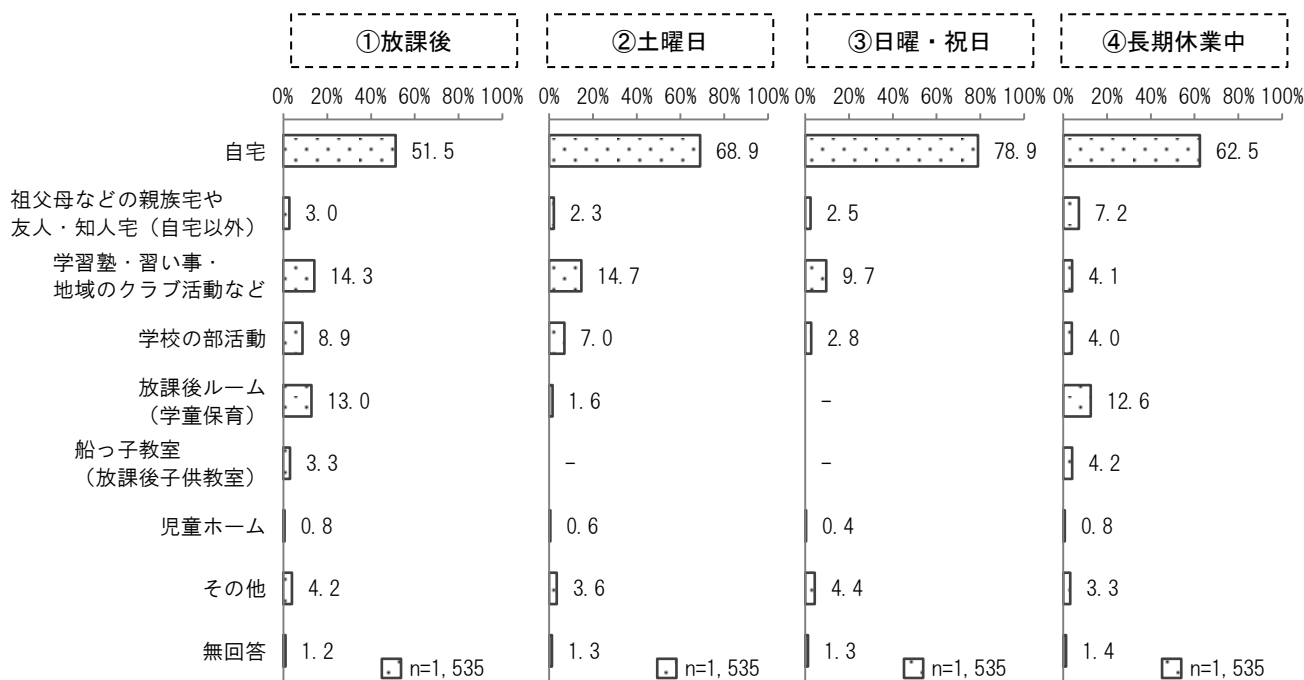 ①放課後 ②土曜日 ③日曜・祝日 ④長期休業中
0% 20% 40% 60% 80% 100% 0% 20% 40% 60% 80% 100% 0% 20% 40% 60% 80% 100% 0% 20% 40% 60% 80% 100%
自宅 51.5 68.9 78.9 62.5
祖父母などの親族宅や
友人・知人宅（自宅以外） 3.0 2.3 2.5 7.2
学習塾・習い事・
地域のクラブ活動など 14.3 14.7 9.7 4.1
学校の部活動 8.9 7.0 2.8 4.0
放課後ルーム
（学童保育） 13.0 1.6 － 12.6
船っ子教室
（放課後子供教室） 3.3 － － 4.2
児童ホーム 0.8 0.6 0.4 0.8
その他 4.2 3.6 4.4 3.3
無回答 1.2 1.3 1.3 1.4
n=1,535 n=1,535 n=1,535 n=1,535